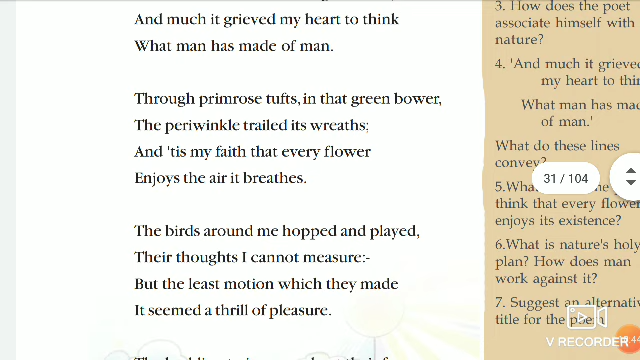 And much it grieved my heart to think
What man has made of man.
Through primrose tufts, in that green bower,
The periwinkle trailed its wreaths;
And 'tis my faith that every flower
Enjoys the air it breathes.
The birds around me hopped and played,
Their thoughts I cannot measure:-
But the least motion which they made
It seemed a thrill of pleasure.
3. How does the poet
associate himself with
nature?
4. 'And much it grieved
my heart to thin
What man has mad
of man.'
What do these lines
convey?
31 / 104
5.Wha
think that every flower
enjoys its existence?
6.What is nature's holy
plan? How does man
work against it?
7. Suggest an alternativ
title for the poem
V RECORDER